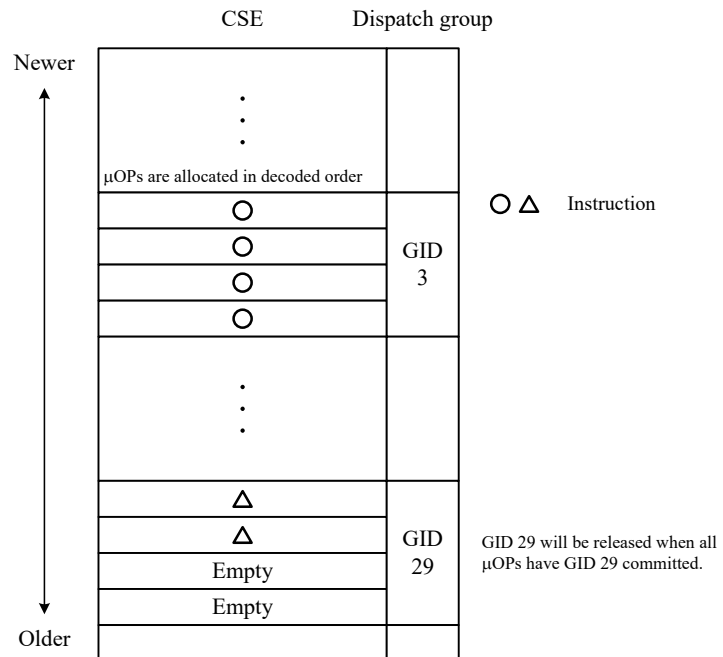 CSE
Dispatch group
Newer
μOPs are allocated in decoded order
Instruction
GID
3
GID
29
Empty
Empty
GID 29 will be released when all
μOPs have GID 29 committed.
Older